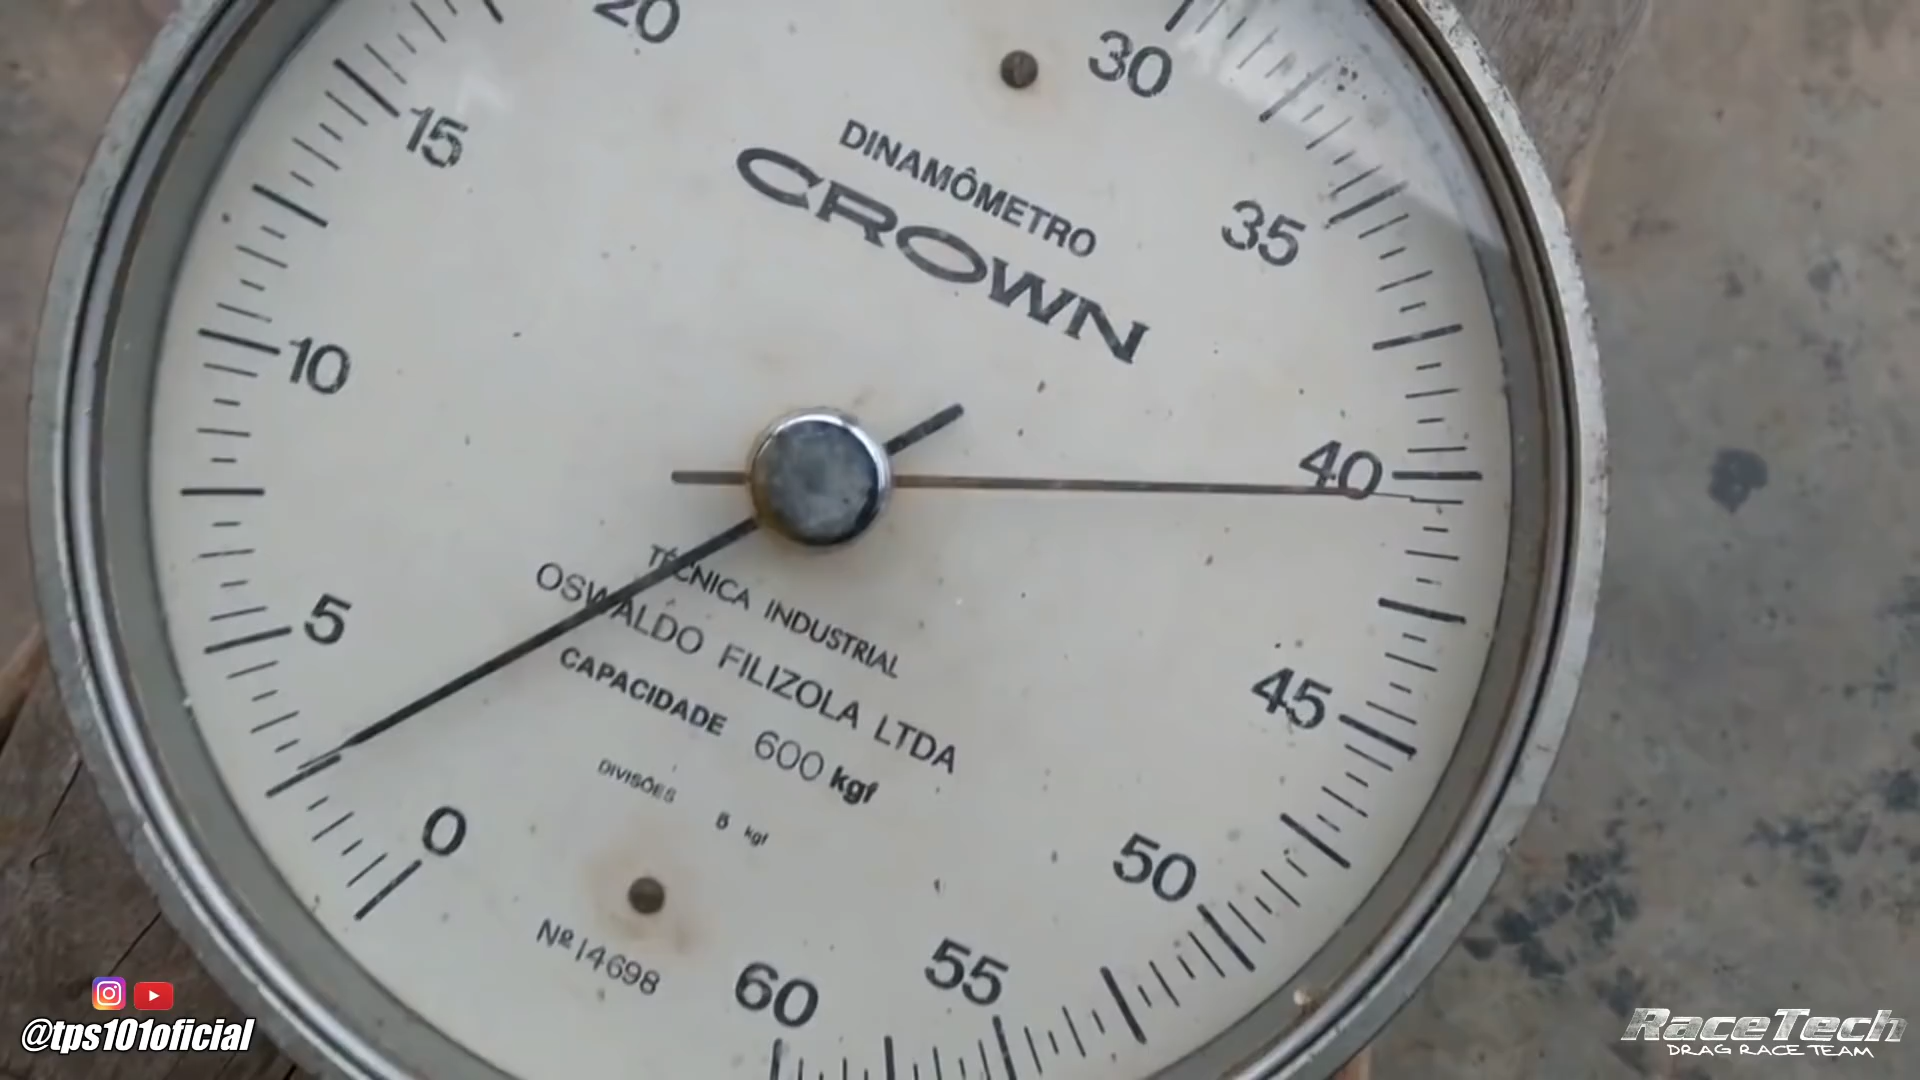 20
30
15
35
DINAMÔMETRO
CROWN
10
40
5
TÉCNICA INDUSTRIAL
OSWALDO FILIZOLA LTDA
CAPACIDADE 600 kgf
45
DIVISÕES 5 kgf
0
50
Nº 14698
55
60
@tps101oficial
RaceTech
DRAG RACE TEAM